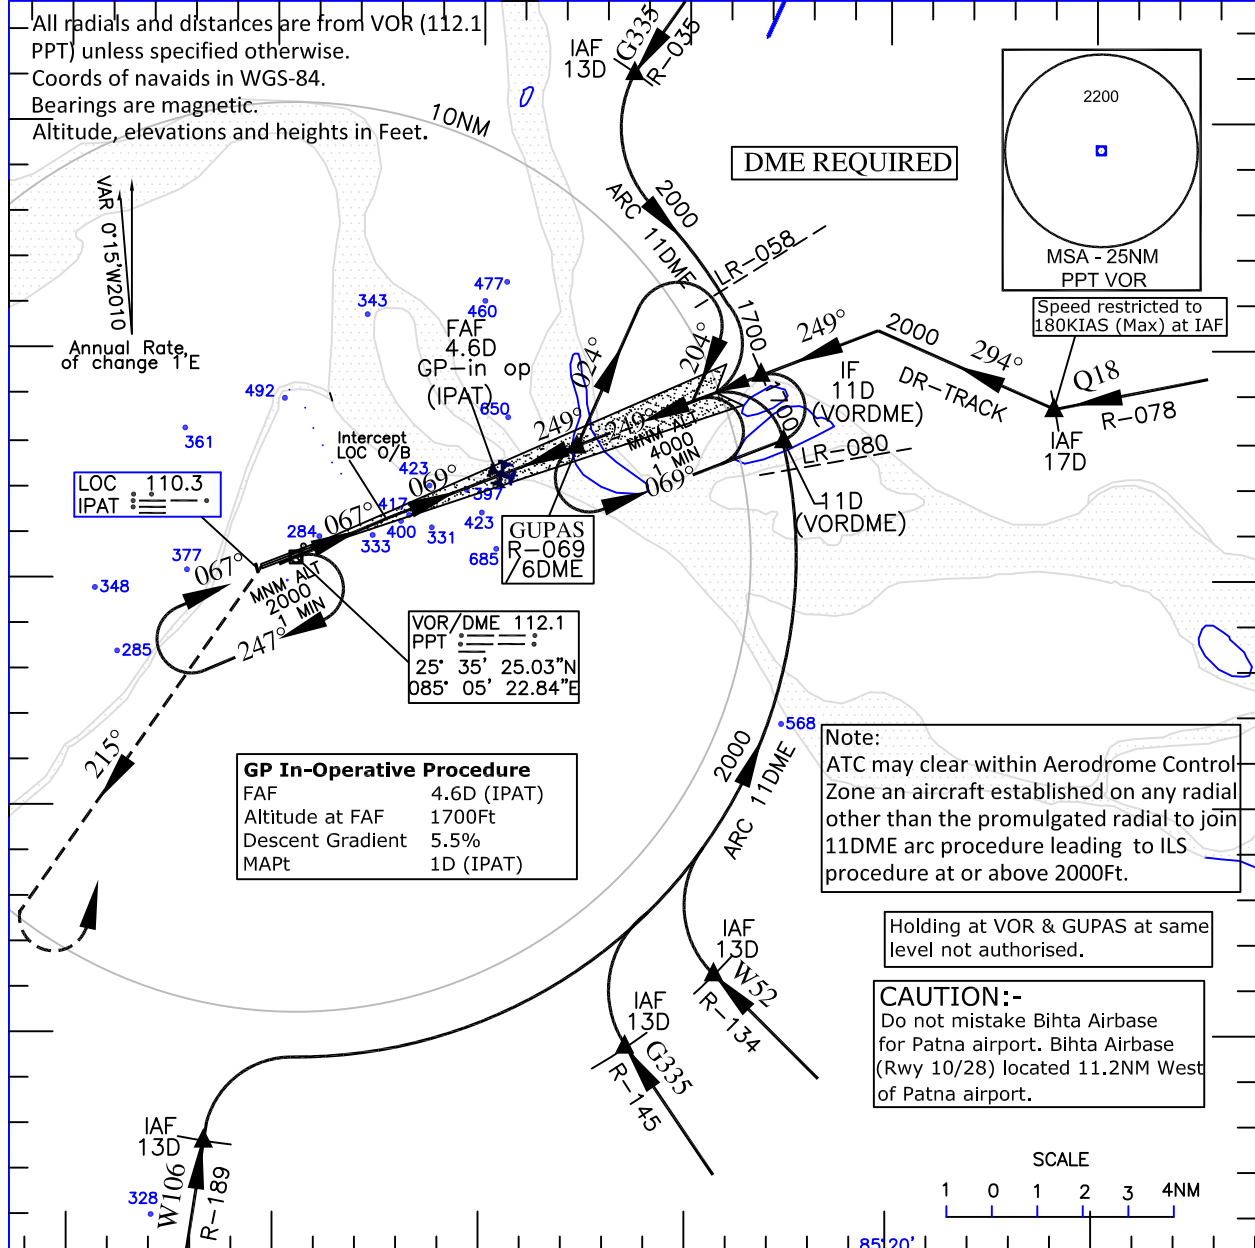 All radials and distances are from VOR (112.1
PPT) unless specified otherwise.
Coords of navaids in WGS-84.
Bearings are magnetic.
Altitude, elevations and heights in Feet.
10NM
VAR 0°15'W2010
Annual Rate
of change 1'E
IAF
13D
G335
R-035
DME REQUIRED
2200
MSA - 25NM
PPT VOR
ARC 11DME
2000
LR-058
1700
204°
024°
Speed restricted to
180KIAS (Max) at IAF
249°
2000
294°
DR-TRACK
Q18
R-078
IAF
17D
IF
11D
(VORDME)
1700
LR-080
11D
(VORDME)
477
460
343
492
361
FAF
4.6D
GP-in op
(IPAT)
650
249°
249°
MNM ALT
4000
1 MIN
069°
Intercept
LOC O/B
423
069°
417
397
400
423
284
333
331
685
067°
LOC 110.3
IPAT
GUPAS
R-069
/6DME
377
348
067°
MNM ALT
2000
1 MIN
247°
285
VOR/DME 112.1
PPT
25° 35' 25.03"N
085° 05' 22.84"E
215°
568
2000
ARC 11DME
GP In-Operative Procedure
FAF 4.6D (IPAT)
Altitude at FAF 1700Ft
Descent Gradient 5.5%
MAPt 1D (IPAT)
Note:
ATC may clear within Aerodrome Control
Zone an aircraft established on any radial
other than the promulgated radial to join
11DME arc procedure leading to ILS
procedure at or above 2000Ft.
Holding at VOR & GUPAS at same
level not authorised.
CAUTION:-
Do not mistake Bihta Airbase
for Patna airport. Bihta Airbase
(Rwy 10/28) located 11.2NM West
of Patna airport.
IAF
13D
W52
R-134
IAF
13D
G335
R-145
IAF
13D
W106
R-189
328
SCALE
1 0 1 2 3 4NM
85°20'